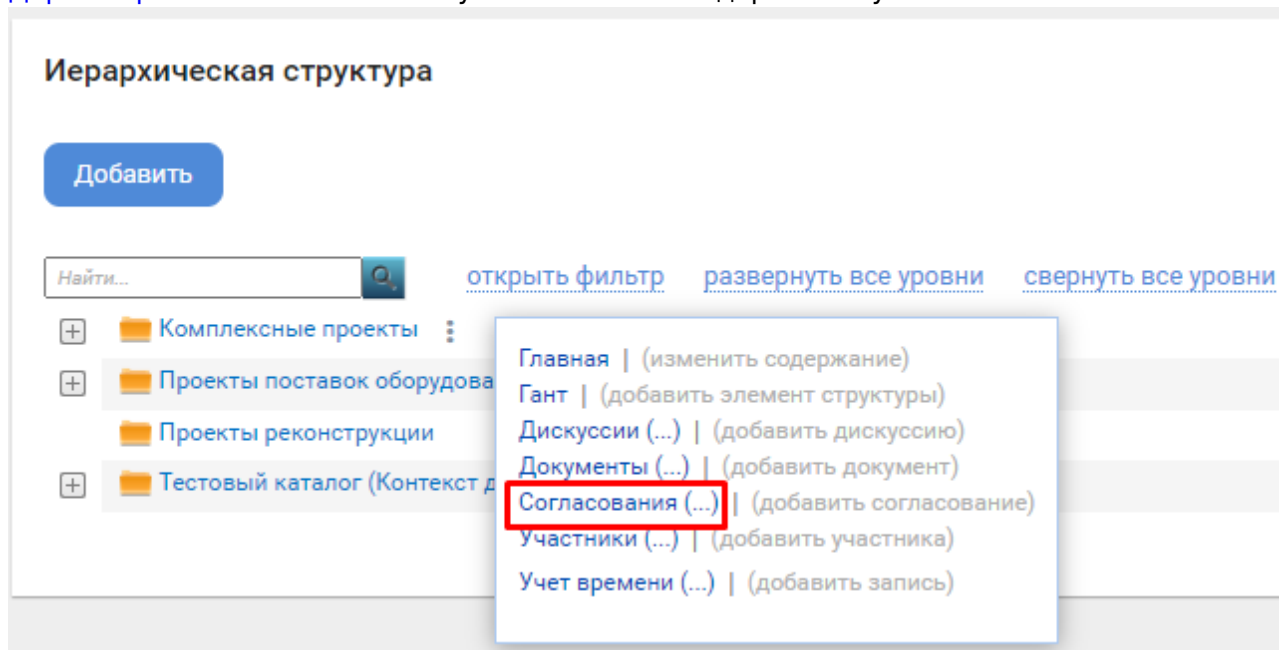 Иерархическая структура
Добавить
Найти... открыть фильтр развернуть все уровни свернуть все уровни
Комплексные проекты
Проекты поставок оборудова
Проекты реконструкции
Тестовый каталог (Контекст д
Главная | (изменить содержание)
Гант | (добавить элемент структуры)
Дискуссии (...) | (добавить дискуссию)
Документы (...) | (добавить документ)
Согласования (...) | (добавить согласование)
Участники (...) | (добавить участника)
Учет времени (...) | (добавить запись)